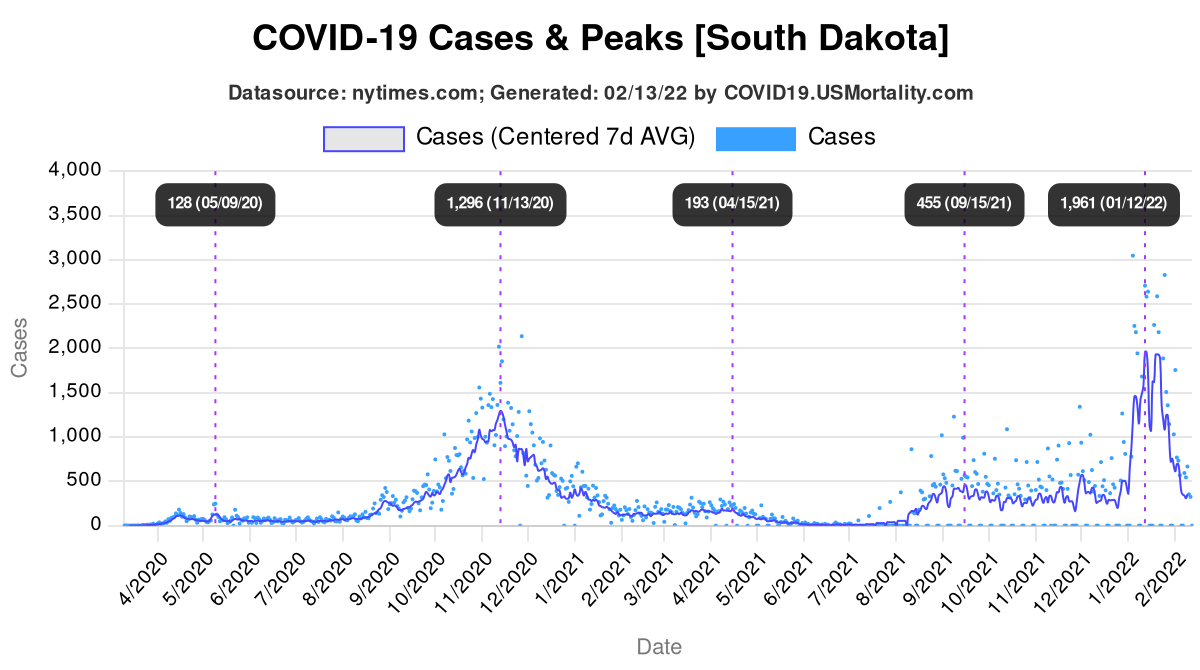 COVID-19 Cases & Peaks [South Dakota]
Datasource: nytimes.com; Generated: 02/13/22 by COVID19.USMortality.com
Cases (Centered 7d AVG) Cases
4,000
128 (05/09/20) 1,296 (11/13/20) 193 (04/15/21) 455 (09/15/21) 1,961 (01/12/22)
3,500
3,000
2,500
2,000
1,500
1,000
500
0
Cases
4/2020 5/2020 6/2020 7/2020 8/2020 9/2020 10/2020 11/2020 12/2020 1/2021 2/2021 3/2021 4/2021 5/2021 6/2021 7/2021 8/2021 9/2021 10/2021 11/2021 12/2021 1/2022 2/2022
Date